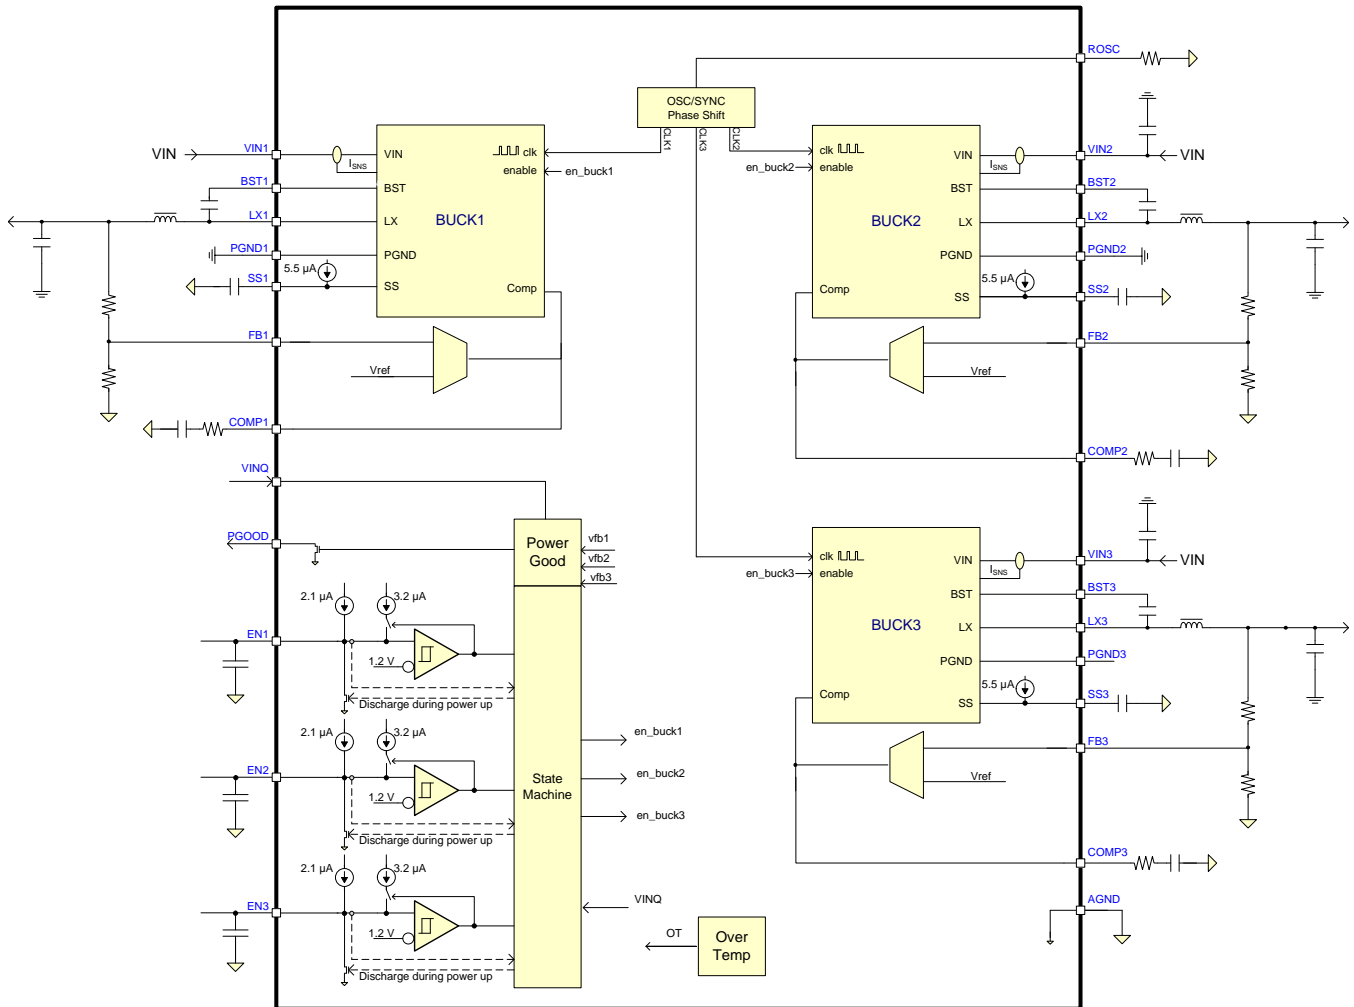 ROSC
OSC/SYNC
Phase Shift
CLK1
CLK3
CLK2
VIN
VIN1
VIN
ISNS
clk
enable
en_buck1
BST1
BST
LX1
LX
BUCK1
PGND1
PGND
5.5 µA
SS1
SS
Comp
FB1
Vref
COMP1
en_buck2
clk
enable
VIN
ISNS
VIN2
VIN
BST
BST2
BUCK2
LX
LX2
PGND
PGND2
5.5 µA
Comp
SS
SS2
FB2
Vref
COMP2
VINQ
PGOOD
Power
Good
vfb1
vfb2
vfb3
en_buck3
clk
enable
VIN
ISNS
VIN3
VIN
BST
BST3
BUCK3
LX
LX3
PGND
PGND3
5.5 µA
Comp
SS
SS3
FB3
Vref
COMP3
AGND
2.1 µA
3.2 µA
EN1
1.2 V
Discharge during power up
2.1 µA
3.2 µA
EN2
1.2 V
Discharge during power up
2.1 µA
3.2 µA
EN3
1.2 V
Discharge during power up
State
Machine
en_buck1
en_buck2
en_buck3
VINQ
OT
Over
Temp